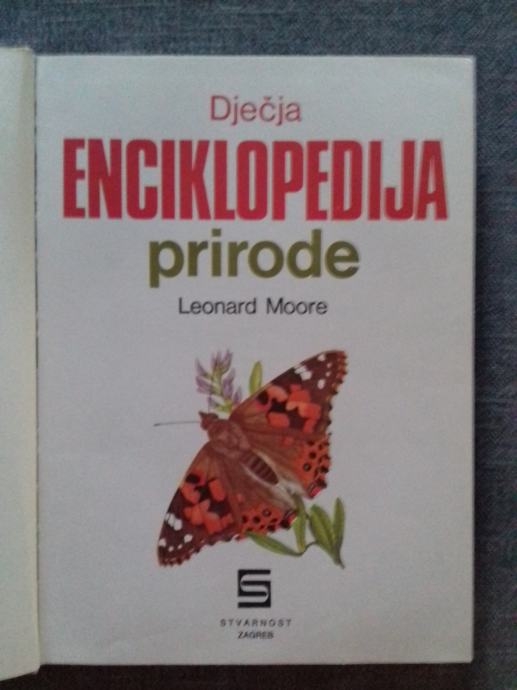 Dječja
ENCIKLOPEDIJA
prirode
Leonard Moore
S
STVARNOST
ZAGREB